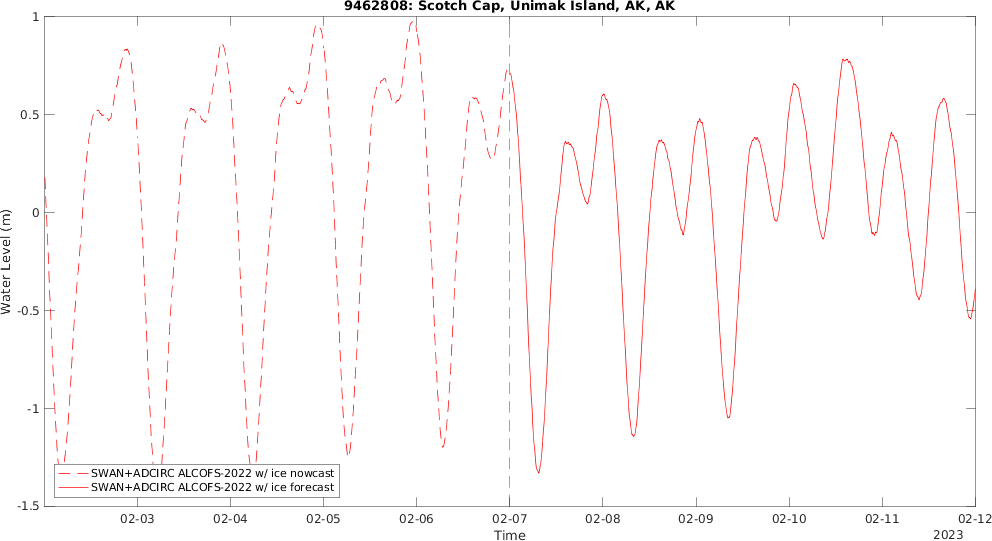 9462808: Scotch Cap, Unimak Island, AK, AK
Water Level (m)
1
0.5
0
-0.5
-1
-1.5
SWAN+ADCIRC ALCOFS-2022 w/ ice nowcast
SWAN+ADCIRC ALCOFS-2022 w/ ice forecast
02-03 02-04 02-05 02-06 02-07 02-08 02-09 02-10 02-11 02-12
Time
2023